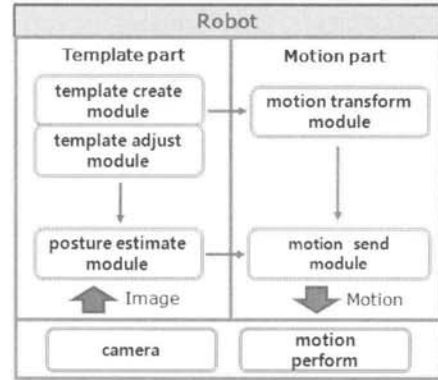 Robot
Template part
template create
module
template adjust
module
posture estimate
module
Image
Motion part
motion transform
module
motion send
module
Motion
camera
motion
perform